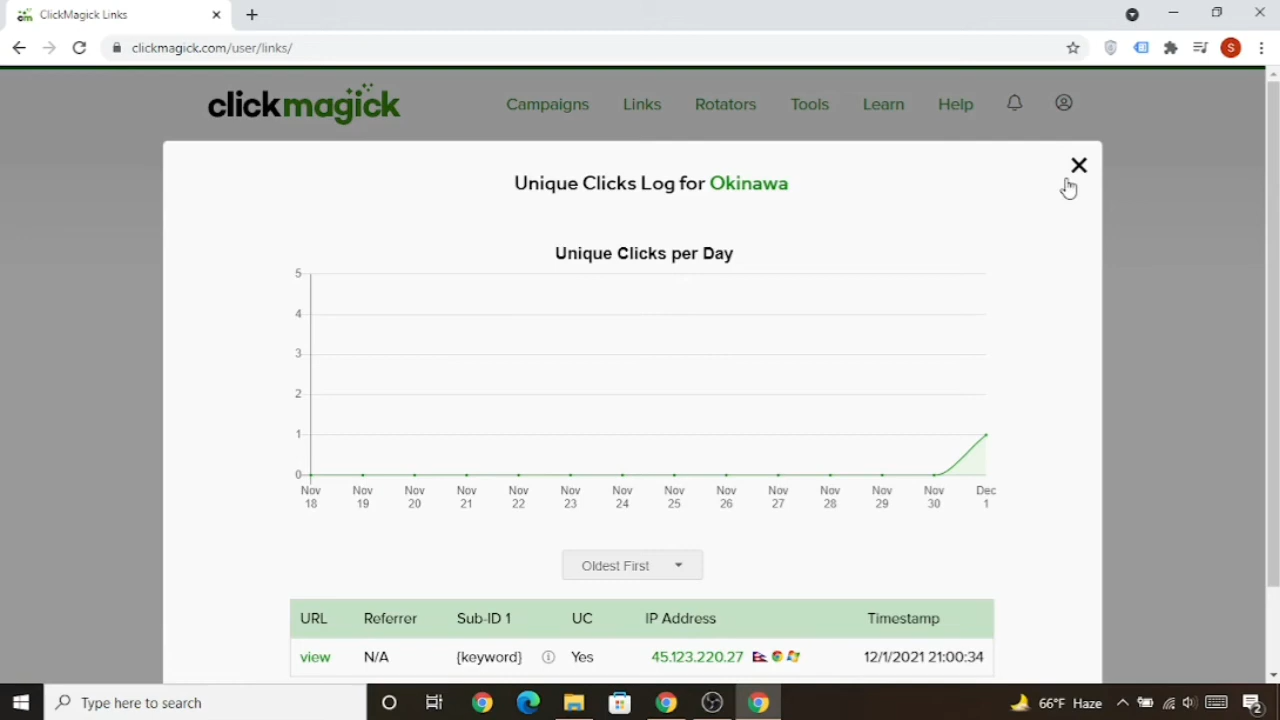 ClickMagick Links
clickmagick.com/user/links/
S
clickmagick
Campaigns Links Rotators Tools Learn Help
Unique Clicks Log for Okinawa
Unique Clicks per Day
5
4
3
2
1
0
Nov Nov Nov Nov Nov Nov Nov Nov Nov Nov Nov Nov Nov Dec
18 19 20 21 22 23 24 25 26 27 28 29 30 1
Oldest First
URL Referrer Sub-ID 1 UC IP Address Timestamp
view N/A {keyword} Yes 45.123.220.27 12/1/2021 21:00:34
Type here to search
66°F Haze
2